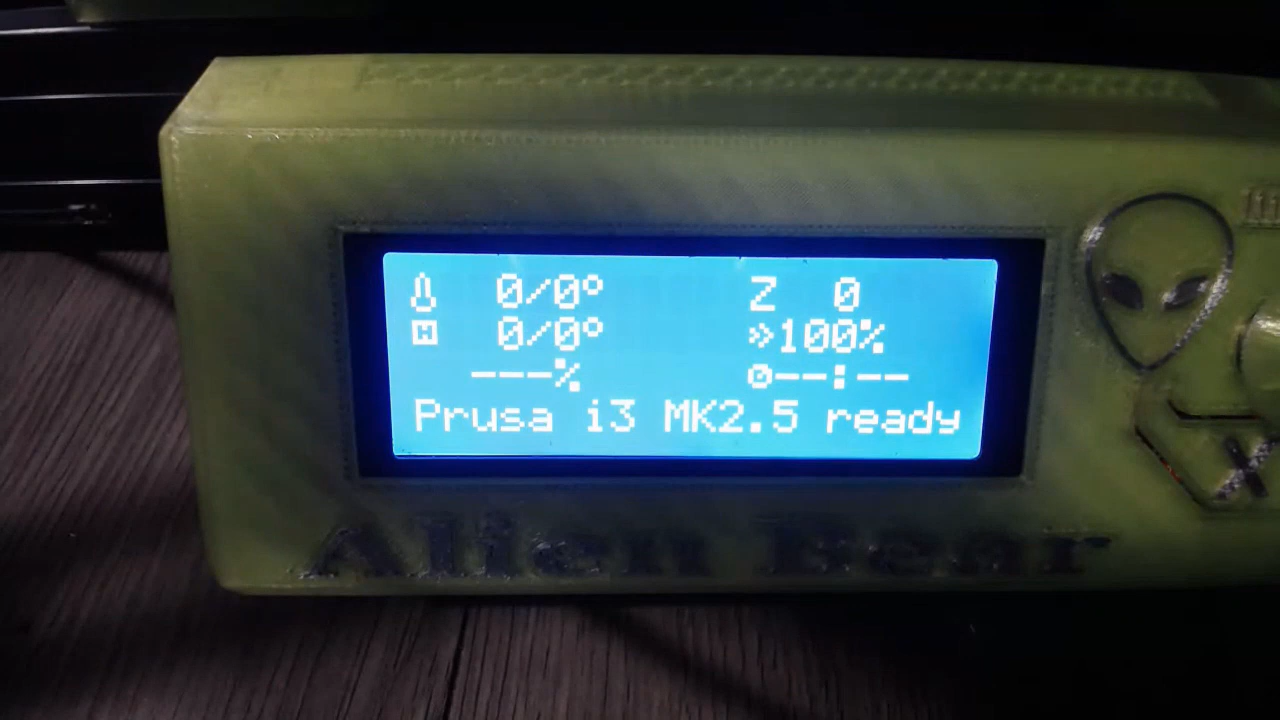 0/0° Z 0
0/0° »100%
---% --:--
Prusa i3 MK2.5 ready
Alien Bear
X